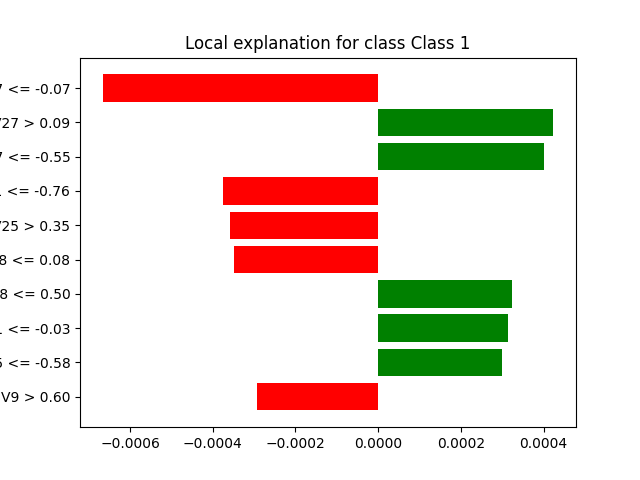 Local explanation for class Class 1
7 <= -0.07
V27 > 0.09
7 <= -0.55
<= -0.76
V25 > 0.35
8 <= 0.08
8 <= 0.50
<= -0.03
<= -0.58
V9 > 0.60
−0.0006 −0.0004 −0.0002 0.0000 0.0002 0.0004